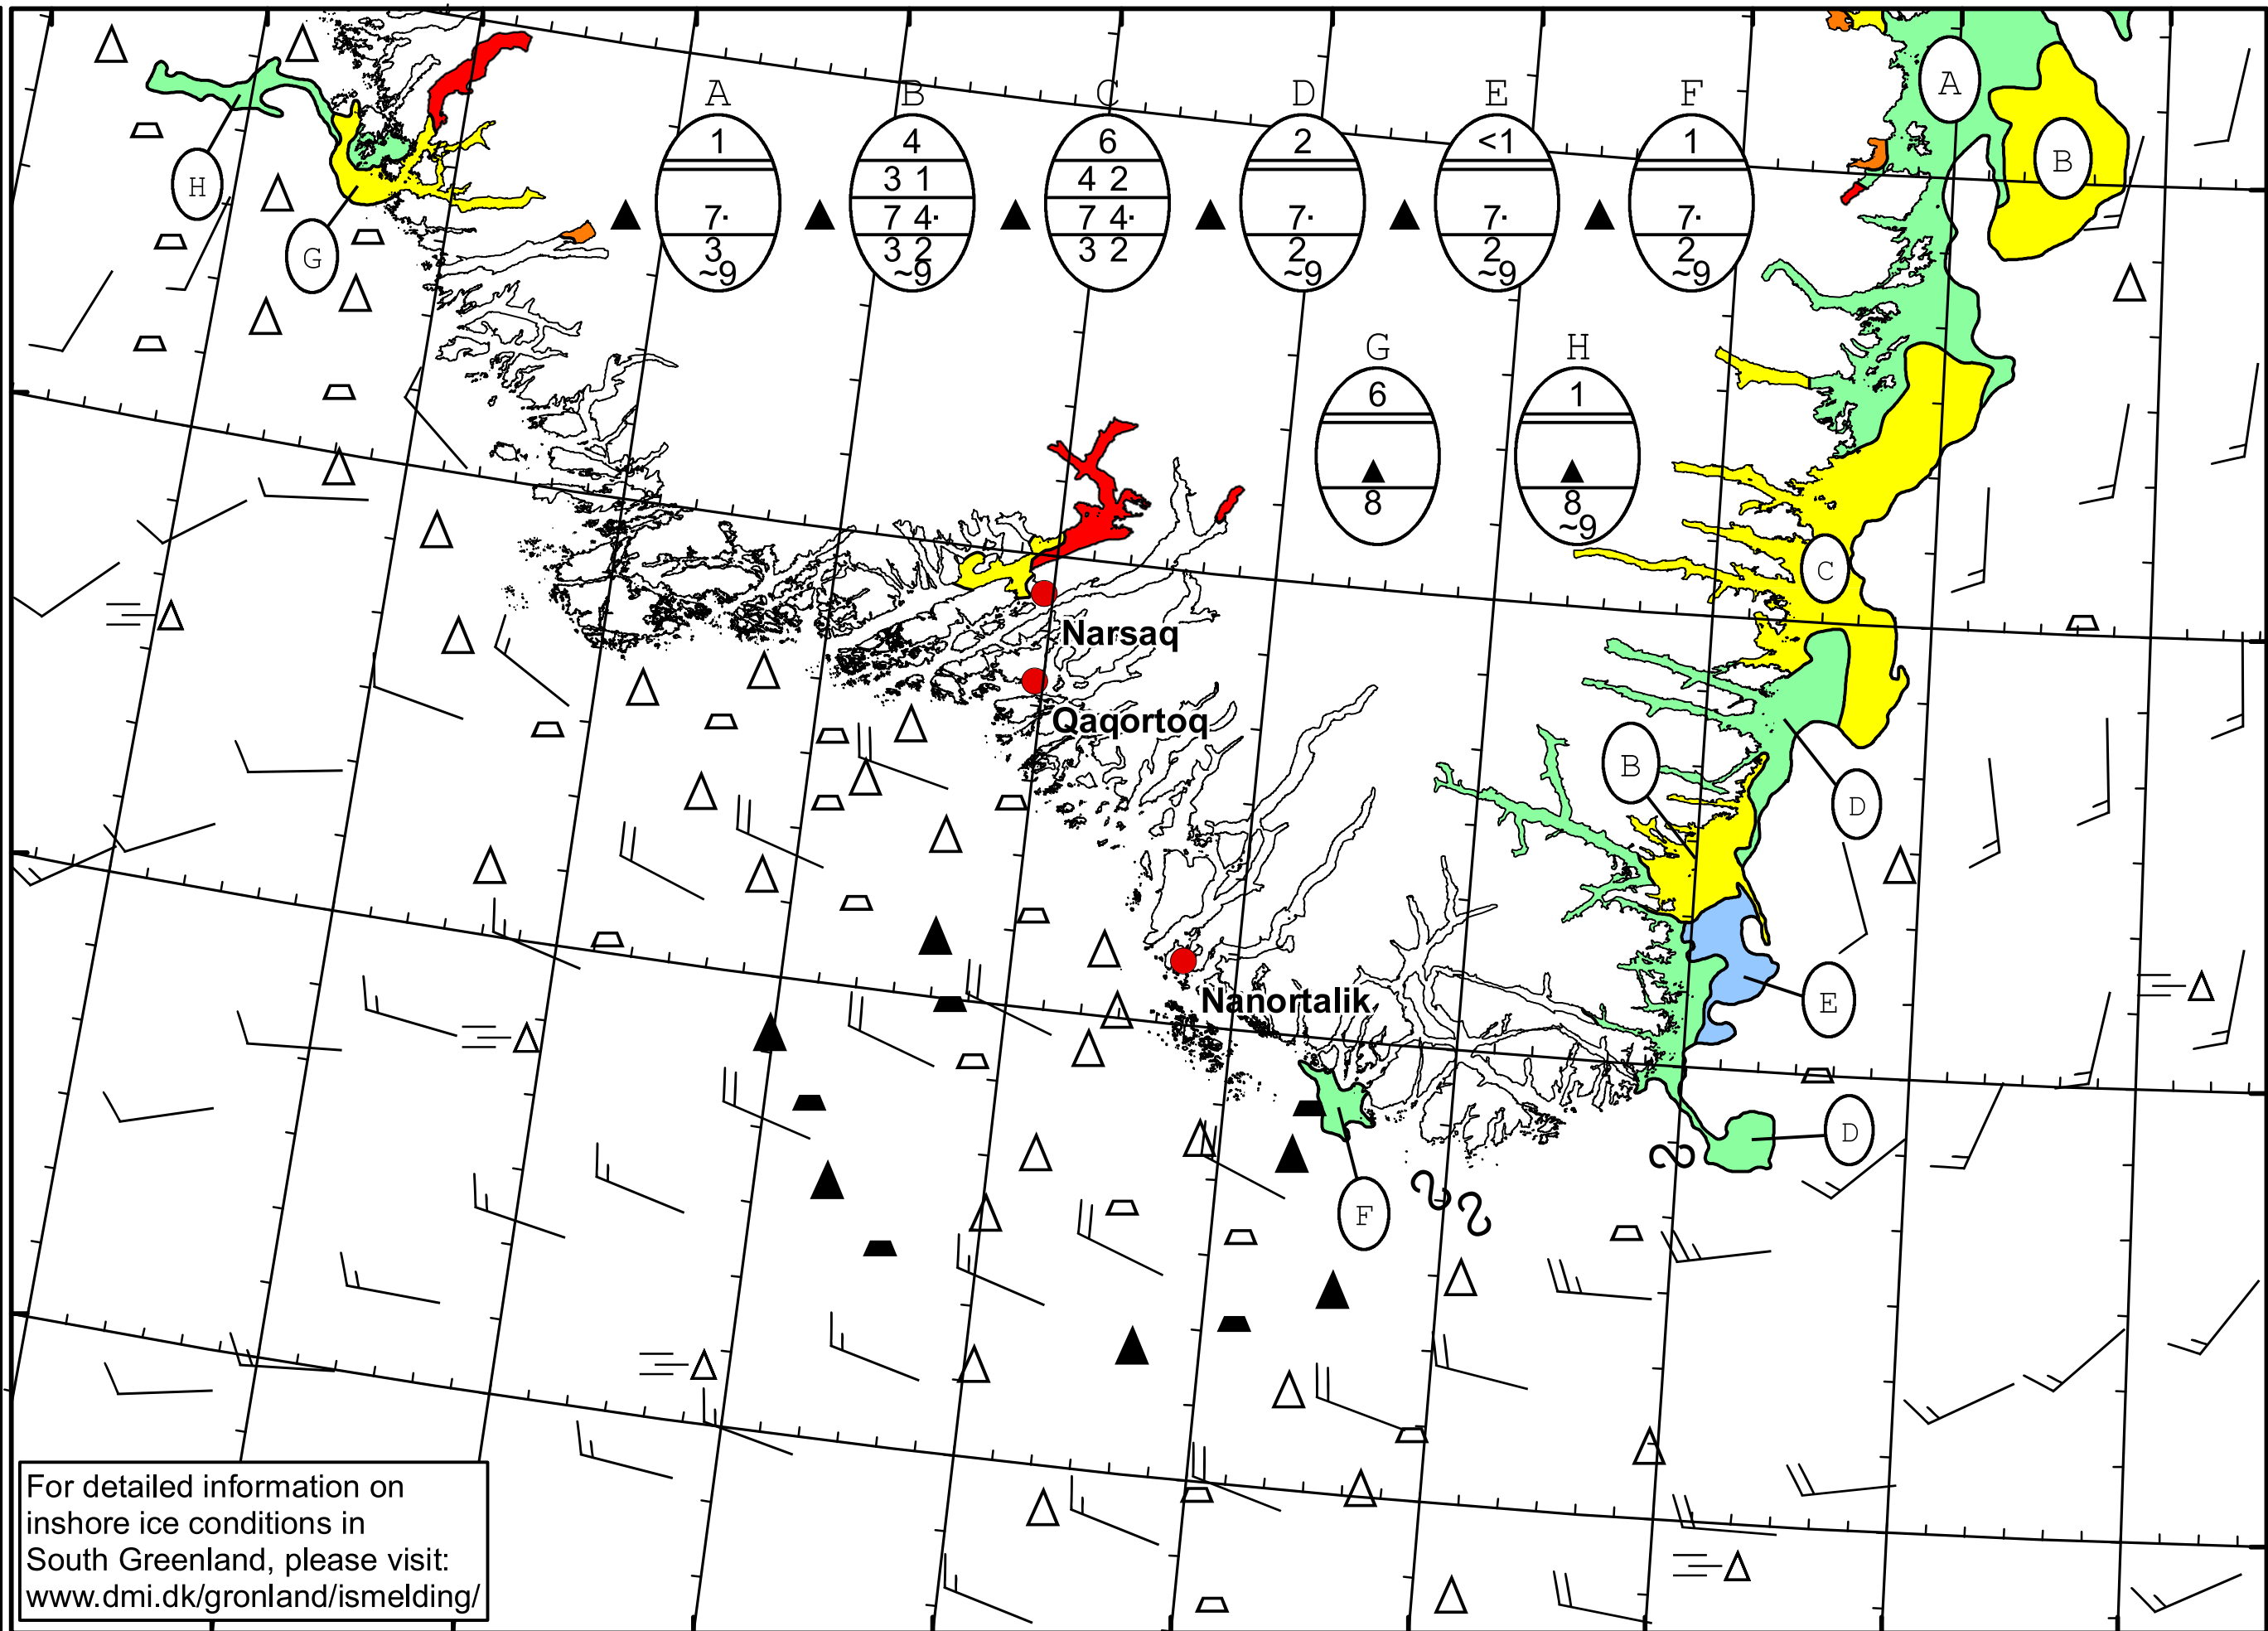 A B C D E F
1 4 6 2 <1 1
3 1 4 2
7· 7 4· 7 4· 7· 7· 7·
3 3 2 3 2 2 2 2
~9 ~9 ~9 ~9 ~9
G H
6 1
8 8
~9
A
B
H
G
C
Narsaq
Qaqortoq
B
D
Nanortalik
E
D
F
For detailed information on
inshore ice conditions in
South Greenland, please visit:
www.dmi.dk/gronland/ismelding/